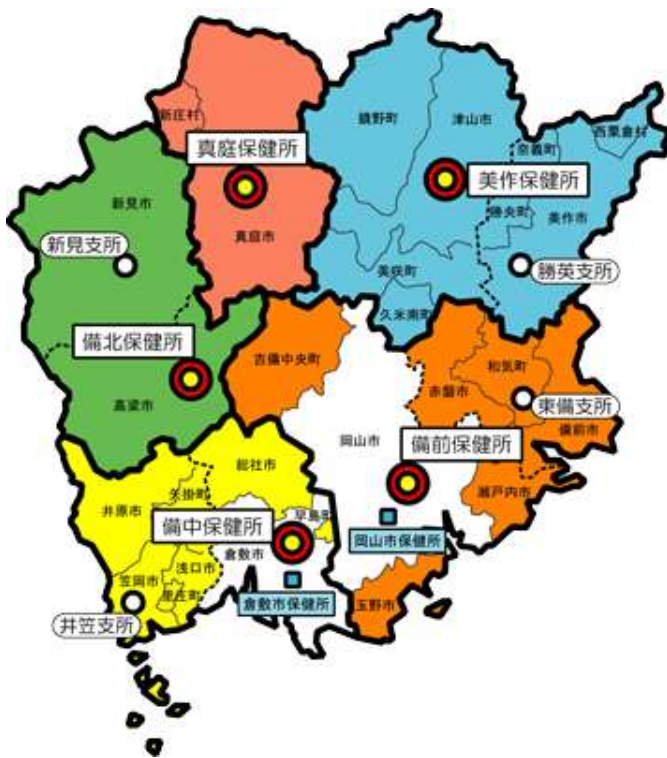 新庄村
鏡野町
津山市
西粟倉村
真庭保健所
奈義町
美作保健所
新見市
勝央町
美作市
新見支所
真庭市
美咲町
勝英支所
久米南町
備北保健所
吉備中央町
和気町
赤磐市
東備支所
高梁市
岡山市
備前保健所
備前市
総社市
矢掛町
井原市
瀬戸内市
備中保健所
早島町
岡山市保健所
倉敷市
浅口市
笠岡市
里庄町
倉敷市保健所
玉野市
井笠支所